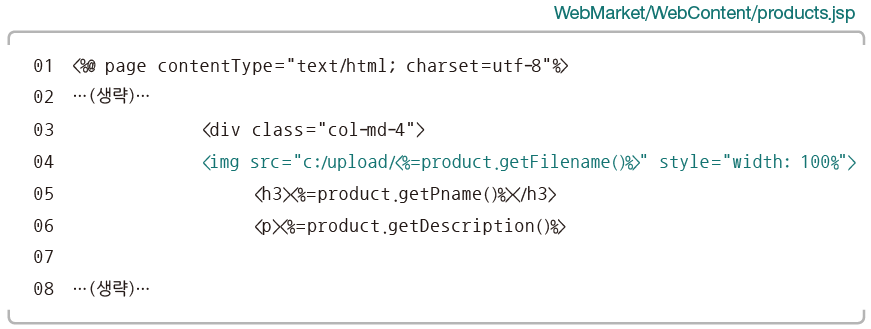 WebMarket/WebContent/products.jsp
01 <%@ page contentType="text/html; charset=utf-8"%>
02 …(생략)…
03 <div class="col-md-4">
04 <img src="c:/upload/<%=product.getFilename()%>" style="width: 100%">
05 <h3><%=product.getPname()%></h3>
06 <p><%=product.getDescription()%>
07
08 …(생략)…